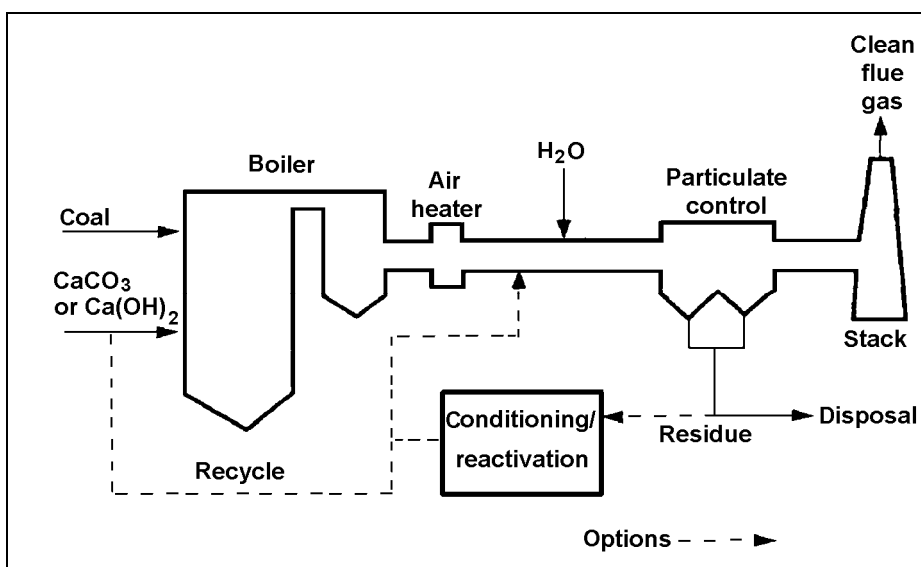 Clean
flue
gas
Boiler
H₂O
Air
heater
Particulate
control
Coal
CaCO₃
or Ca(OH)₂
Stack
Conditioning/
reactivation
Residue
Disposal
Recycle
Options